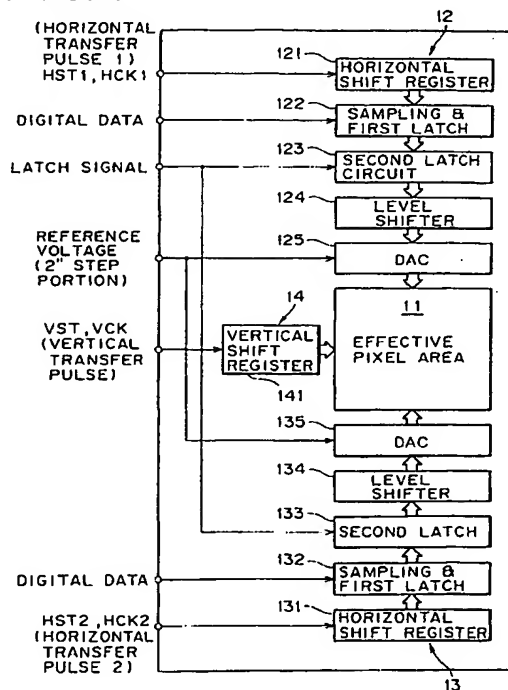 (HORIZONTAL
TRANSFER
PULSE 1)
HST1, HCK1
12
121
HORIZONTAL
SHIFT REGISTER
DIGITAL DATA
122
SAMPLING &
FIRST LATCH
LATCH SIGNAL
123
SECOND LATCH
CIRCUIT
124
LEVEL
SHIFTER
REFERENCE
VOLTAGE
(2" STEP
PORTION)
125
DAC
VST, VCK
(VERTICAL
TRANSFER
PULSE)
14
VERTICAL
SHIFT
REGISTER
141
11
EFFECTIVE
PIXEL AREA
135
DAC
134
LEVEL
SHIFTER
133
SECOND LATCH
DIGITAL DATA
132
SAMPLING &
FIRST LATCH
HST2, HCK2
(HORIZONTAL
TRANSFER
PULSE 2)
131
HORIZONTAL
SHIFT REGISTER
13